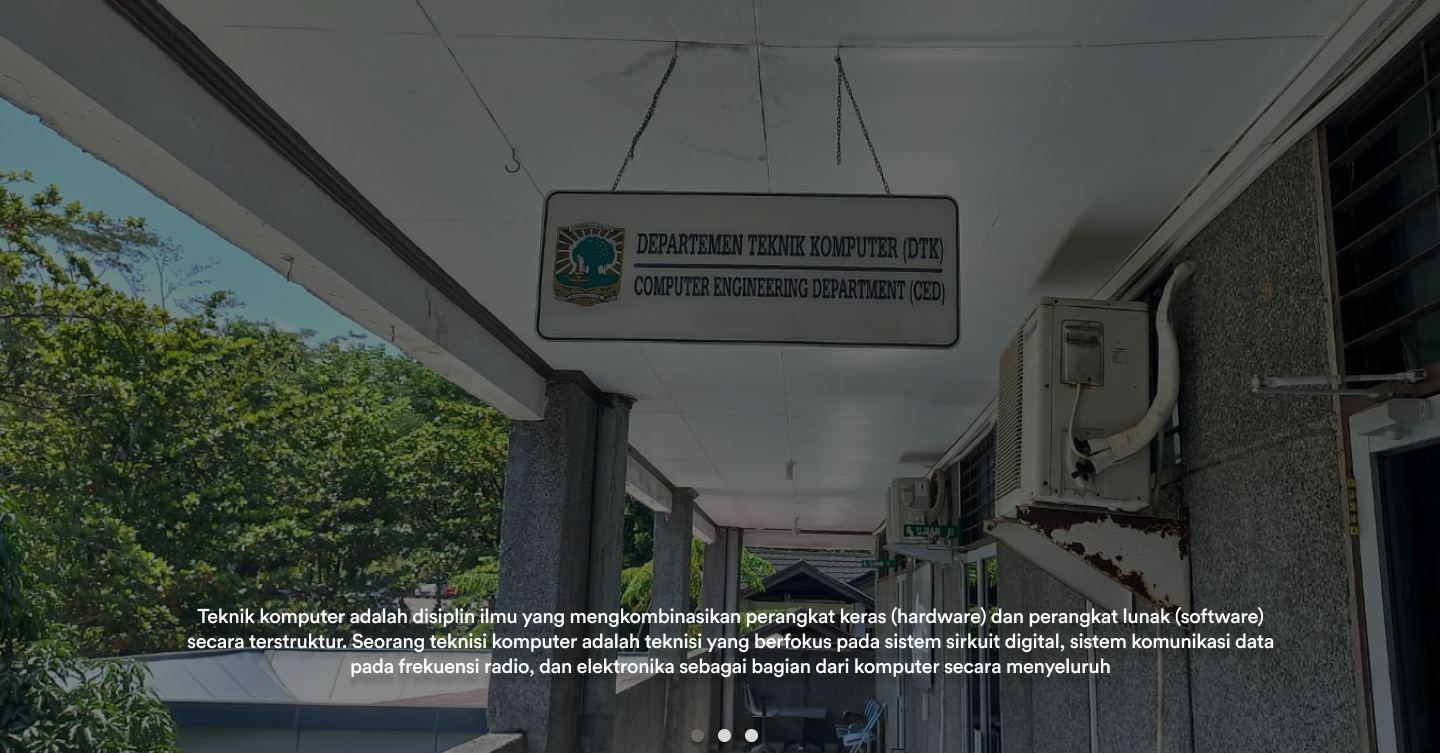 DEPARTEMEN TEKNIK KOMPUTER (DTK)
COMPUTER ENGINEERING DEPARTMENT (CED)
R. UJIAN
Teknik komputer adalah disiplin ilmu yang mengkombinasikan perangkat keras (hardware) dan perangkat lunak (software)
secara terstruktur. Seorang teknisi komputer adalah teknisi yang berfokus pada sistem sirkuit digital, sistem komunikasi data
pada frekuensi radio, dan elektronika sebagai bagian dari komputer secara menyeluruh